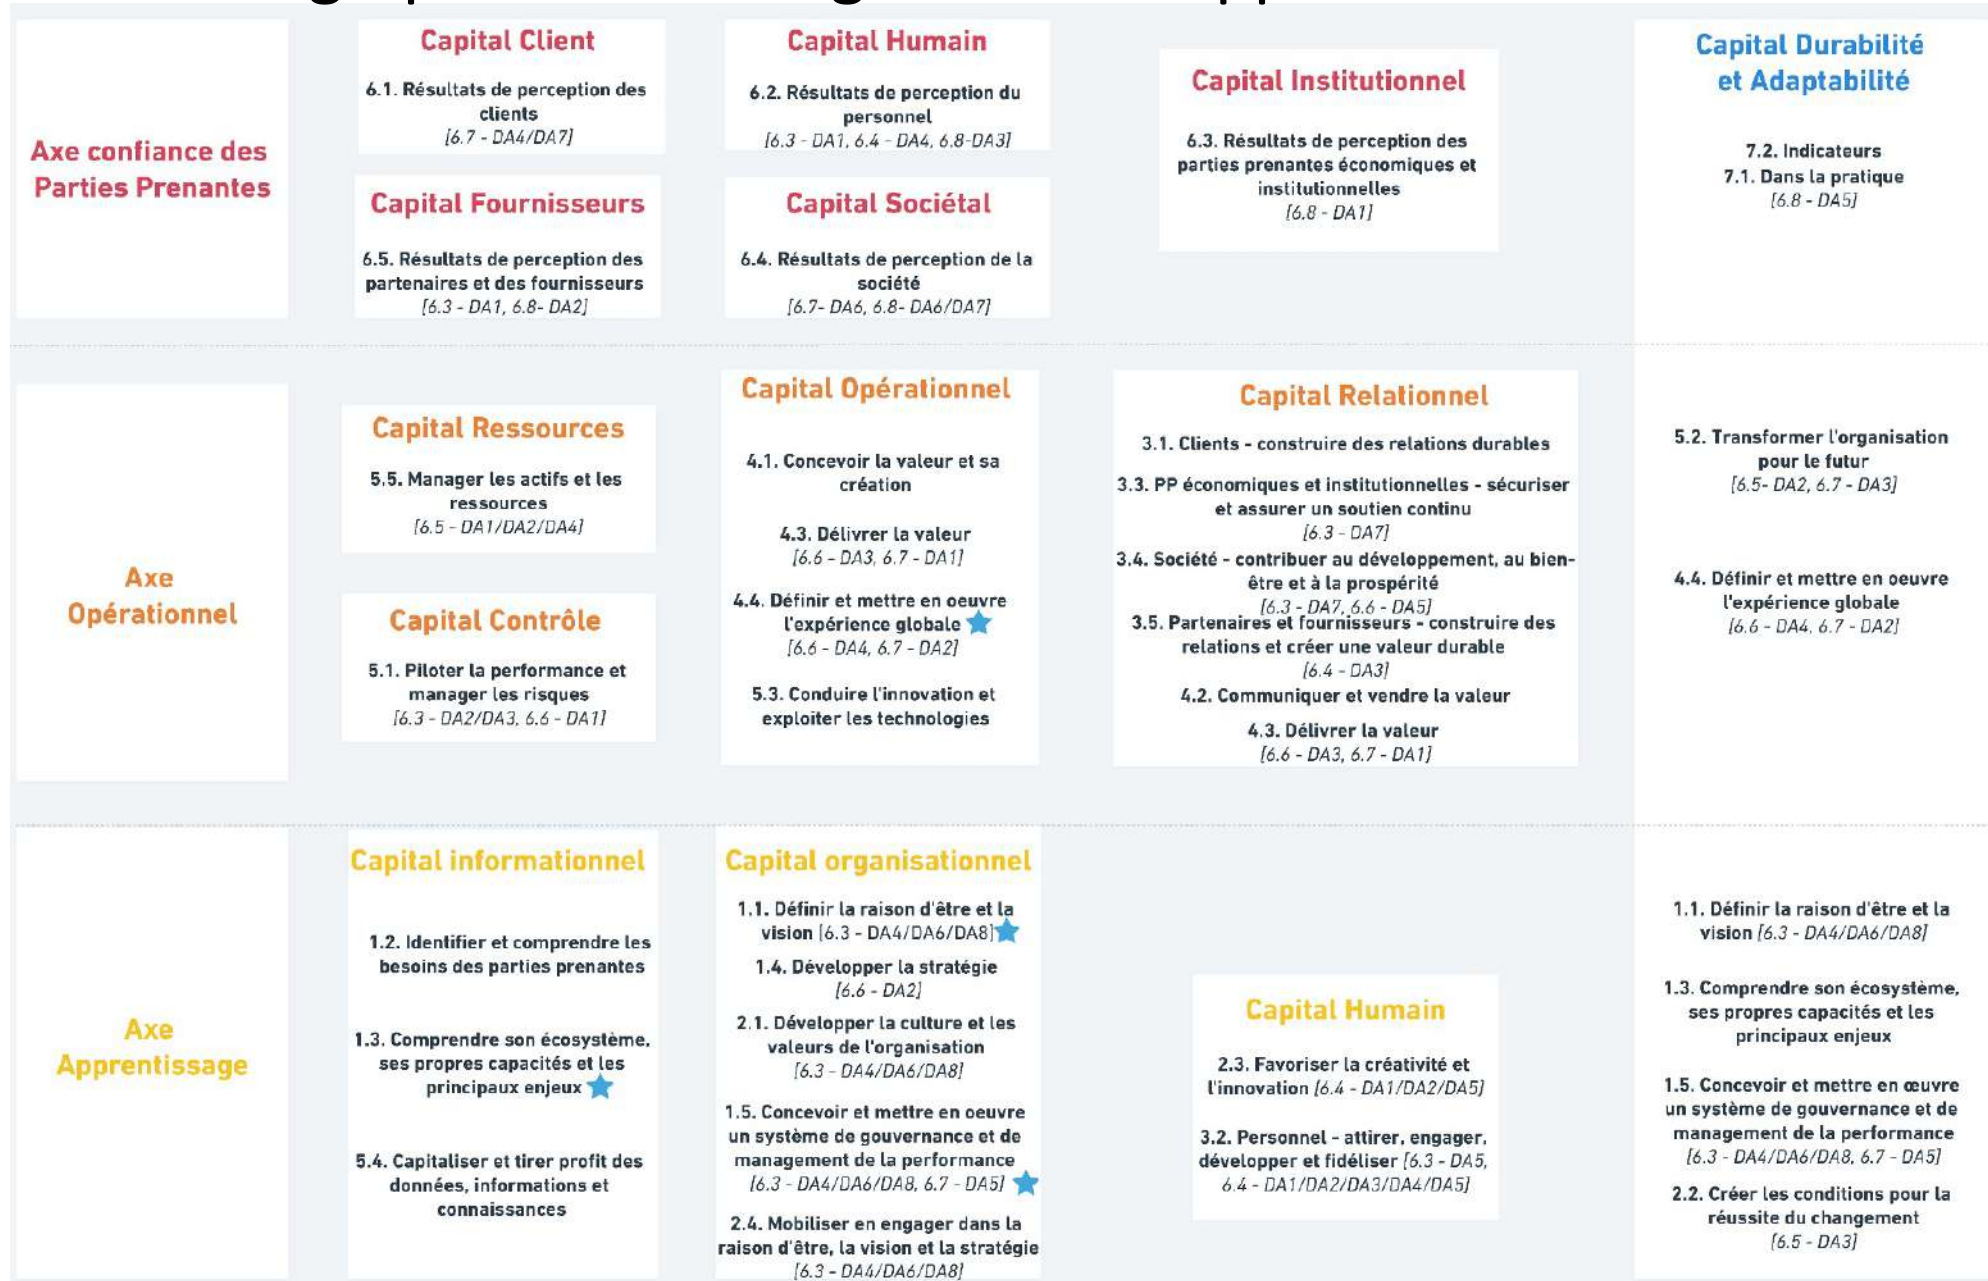 Axe confiance des
Parties Prenantes
Capital Client
6.1. Résultats de perception des
clients
[6.7 - DA4/DA7]
Capital Humain
6.2. Résultats de perception du
personnel
[6.3 - DA1, 6.4 - DA4, 6.8-DA3]
Capital Fournisseurs
6.5. Résultats de perception des
partenaires et des fournisseurs
[6.3 - DA1, 6.8- DA2]
Capital Sociétal
6.4. Résultats de perception de la
société
[6.7- DA6, 6.8- DA6/DA7]
Capital Institutionnel
6.3. Résultats de perception des
parties prenantes économiques et
institutionnelles
[6.8 - DA1]
Capital Durabilité
et Adaptabilité
7.2. Indicateurs
7.1. Dans la pratique
[6.8 - DA5]
Axe
Opérationnel
Capital Ressources
5.5. Manager les actifs et les
ressources
[6.5 - DA1/DA2/DA4]
Capital Contrôle
5.1. Piloter la performance et
manager les risques
[6.3 - DA2/DA3, 6.6 - DA1]
Capital Opérationnel
4.1. Concevoir la valeur et sa
création
4.3. Délivrer la valeur
[6.6 - DA3, 6.7 - DA1]
4.4. Définir et mettre en oeuvre
l'expérience globale
[6.6 - DA4, 6.7 - DA2]
5.3. Conduire l'innovation et
exploiter les technologies
Capital Relationnel
3.1. Clients - construire des relations durables
3.3. PP économiques et institutionnelles - sécuriser
et assurer un soutien continu
[6.3 - DA7]
3.4. Société - contribuer au développement, au bien-
être et à la prospérité
[6.3 - DA7, 6.6 - DA5]
3.5. Partenaires et fournisseurs - construire des
relations et créer une valeur durable
[6.4 - DA3]
4.2. Communiquer et vendre la valeur
4.3. Délivrer la valeur
[6.6 - DA3, 6.7 - DA1]
5.2. Transformer l'organisation
pour le futur
[6.5- DA2, 6.7 - DA3]
4.4. Définir et mettre en oeuvre
l'expérience globale
[6.6 - DA4, 6.7 - DA2]
Axe
Apprentissage
Capital informationnel
1.2. Identifier et comprendre les
besoins des parties prenantes
1.3. Comprendre son écosystème,
ses propres capacités et les
principaux enjeux
5.4. Capitaliser et tirer profit des
données, informations et
connaissances
Capital organisationnel
1.1. Définir la raison d'être et la
vision [6.3 - DA4/DA6/DA8]
1.4. Développer la stratégie
[6.6 - DA2]
2.1. Développer la culture et les
valeurs de l'organisation
[6.3 - DA4/DA6/DA8]
1.5. Concevoir et mettre en oeuvre
un système de gouvernance et de
management de la performance
[6.3 - DA4/DA6/DA8, 6.7 - DA5]
2.4. Mobiliser en engager dans la
raison d'être, la vision et la stratégie
[6.3 - DA4/DA6/DA8]
Capital Humain
2.3. Favoriser la créativité et
l'innovation [6.4 - DA1/DA2/DA5]
3.2. Personnel - attirer, engager,
développer et fidéliser [6.3 - DA5,
6.4 - DA1/DA2/DA3/DA4/DA5]
1.1. Définir la raison d'être et la
vision [6.3 - DA4/DA6/DA8]
1.3. Comprendre son écosystème,
ses propres capacités et les
principaux enjeux
1.5. Concevoir et mettre en œuvre
un système de gouvernance et de
management de la performance
[6.3 - DA4/DA6/DA8, 6.7 - DA5]
2.2. Créer les conditions pour la
réussite du changement
[6.5 - DA3]